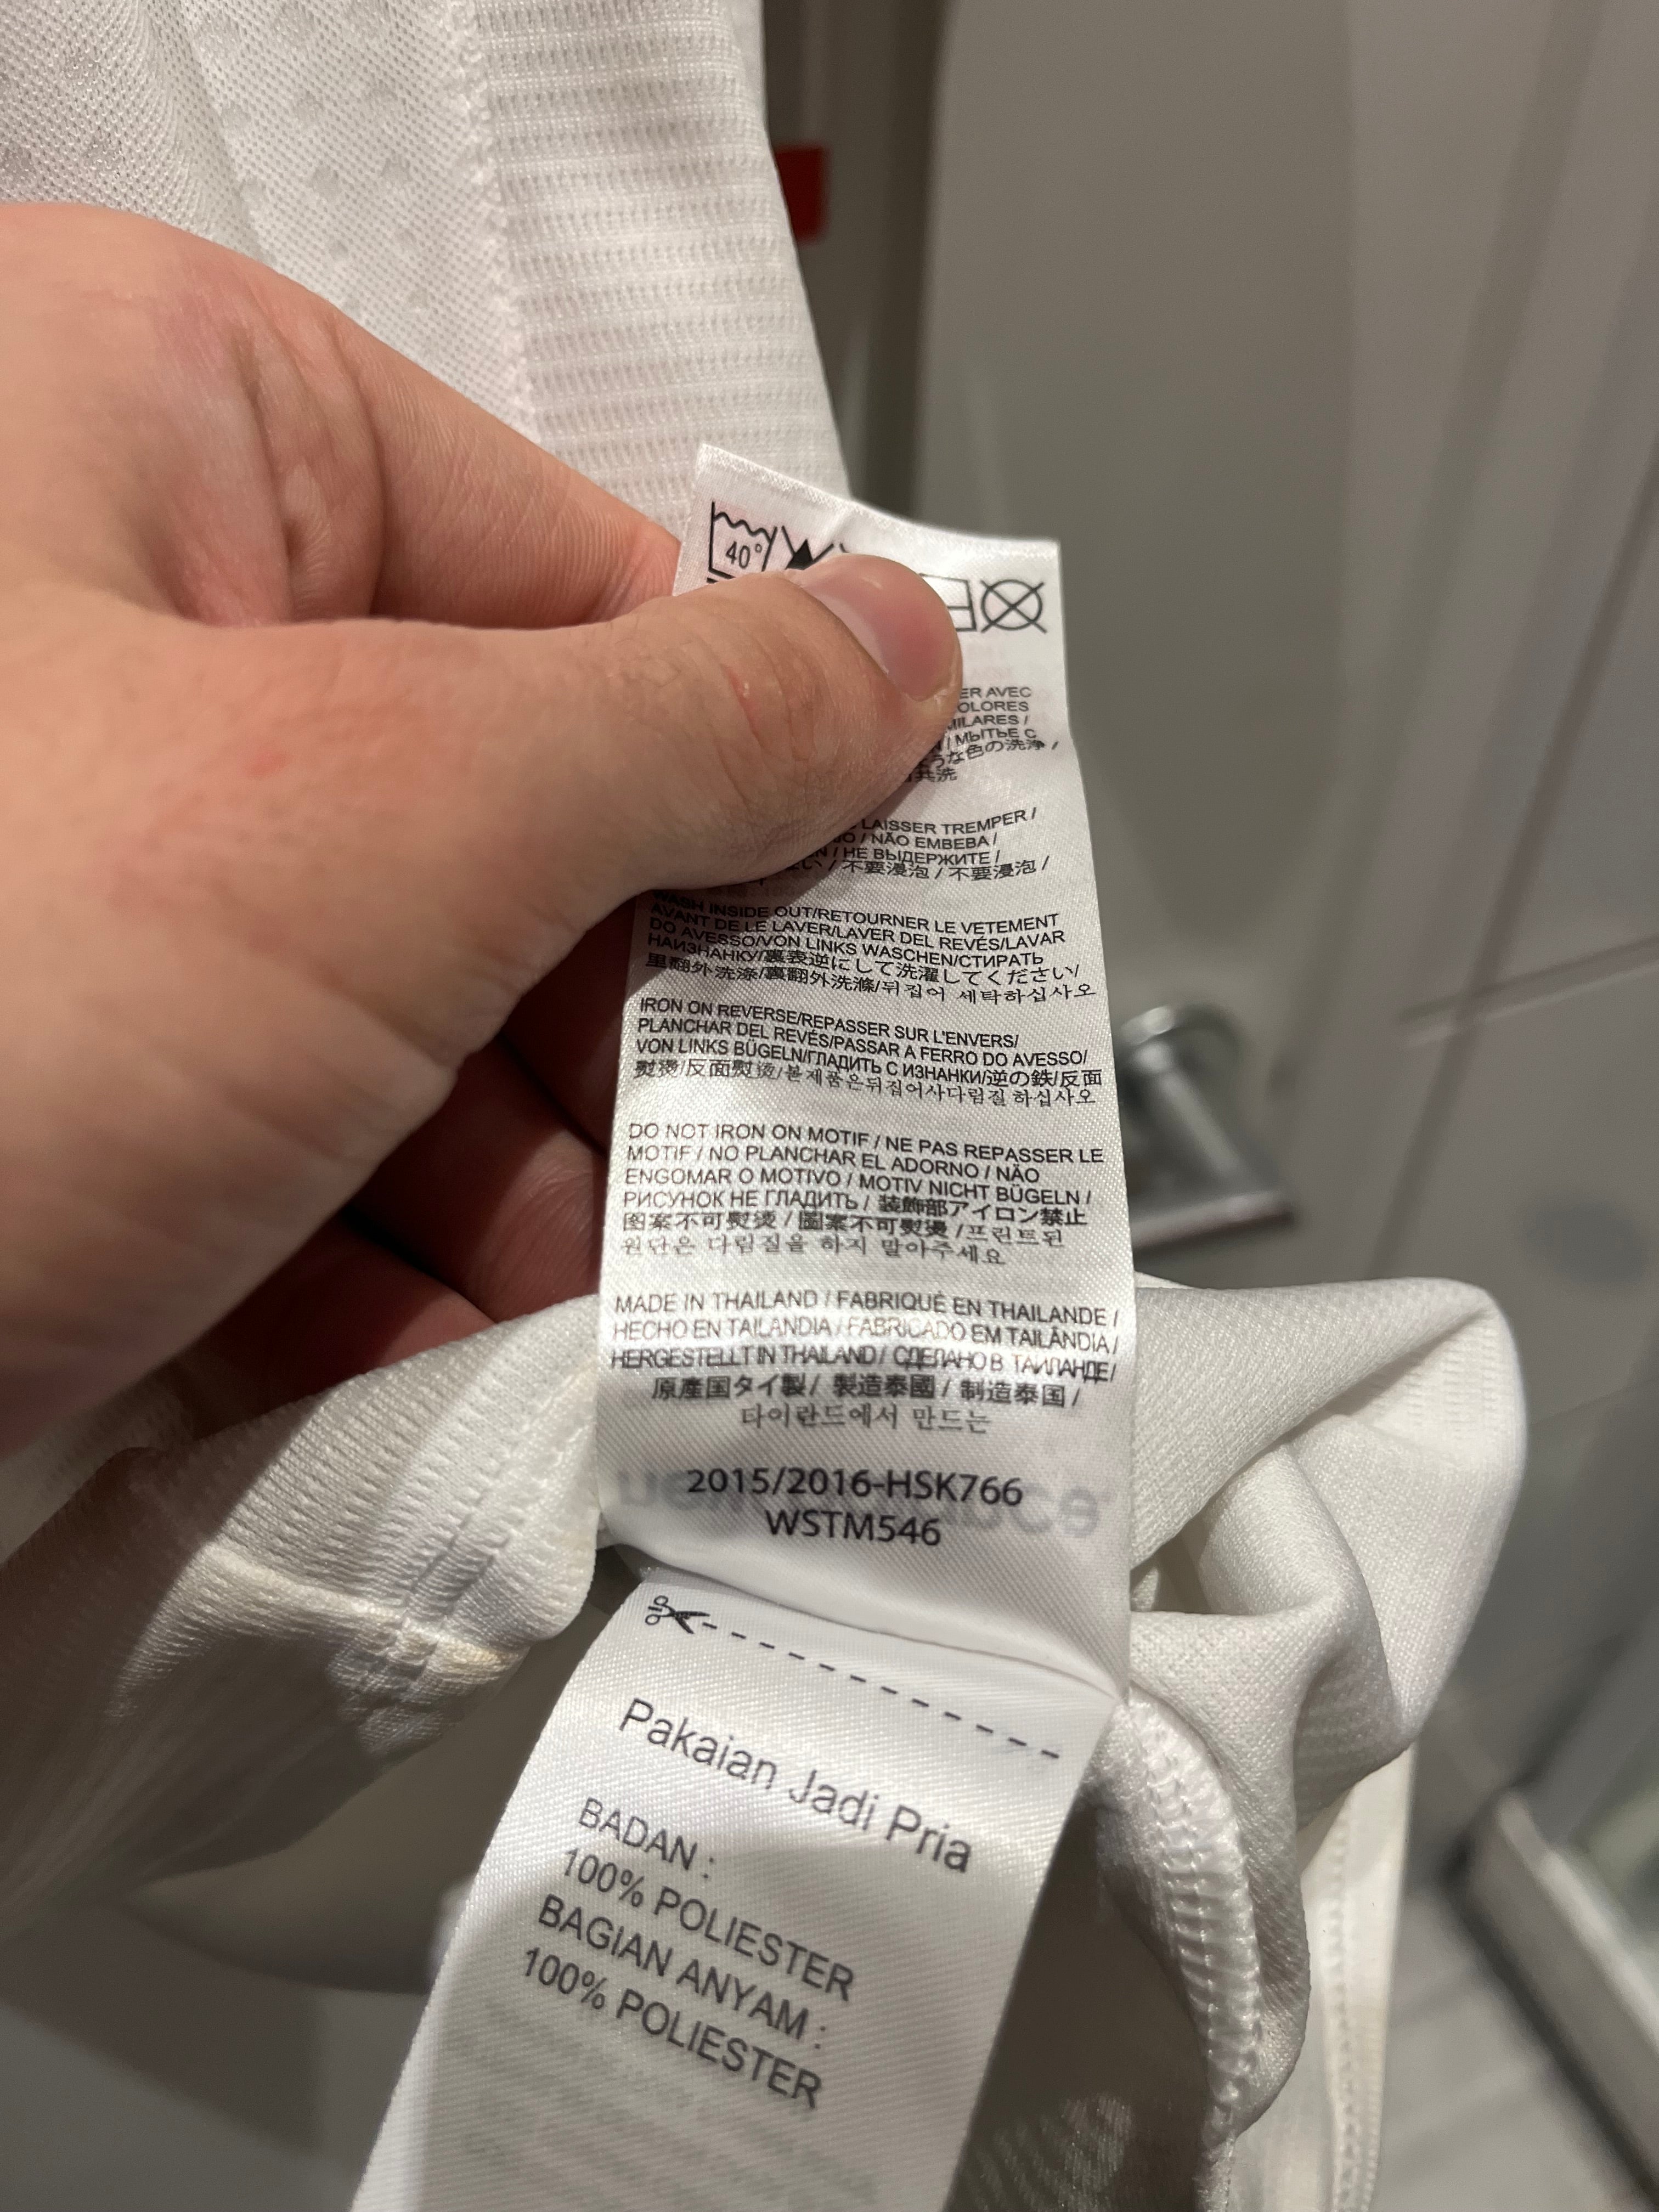 40°
ER AVEC
OLORES
MILARES /
/ МЫТЬЕ С
うな色の洗浄 /
共洗
LAISSER TREMPER /
/ NÃO EMBEBA /
/ НЕ ВЫДЕРЖИТЕ /
/ 不要浸泡 / 不要浸泡 /
WASH INSIDE OUT/RETOURNER LE VETEMENT
AVANT DE LE LAVER/LAVER DEL REVÉS/LAVAR
DO AVESSO/VON LINKS WASCHEN/СТИРАТЬ
НАИЗНАНКУ/裏表逆にして洗濯してください/
里翻外洗涤/裏翻外洗滌/뒤집어 세탁하십사오
IRON ON REVERSE/REPASSER SUR L'ENVERS/
PLANCHAR DEL REVÉS/PASSAR A FERRO DO AVESSO/
VON LINKS BÜGELN/ГЛАДИТЬ С ИЗНАНКИ/逆の鉄/反面
熨烫/反面熨烫/본제품은뒤집어사다림질 하십사오
DO NOT IRON ON MOTIF / NE PAS REPASSER LE
MOTIF / NO PLANCHAR EL ADORNO / NÃO
ENGOMAR O MOTIVO / MOTIV NICHT BÜGELN /
РИСУНОК НЕ ГЛАДИТЬ / 装飾部アイロン禁止
图案不可熨烫 / 圖案不可熨燙 /프린트된
원단은 다림질을 하지 말아주세요
MADE IN THAILAND / FABRIQUÉ EN THAILANDE /
HECHO EN TAILANDIA / FABRICADO EM TAILÂNDIA /
HERGESTELLT IN THAILAND / СДЕЛАНО В ТАИЛАНДЕ /
原產国タイ製 / 製造泰國 / 制造泰国 /
타이란드에서 만드는
2015/2016-HSK766
WSTM546
Pakaian Jadi Pria
BADAN :
100% POLIESTER
BAGIAN ANYAM :
100% POLIESTER